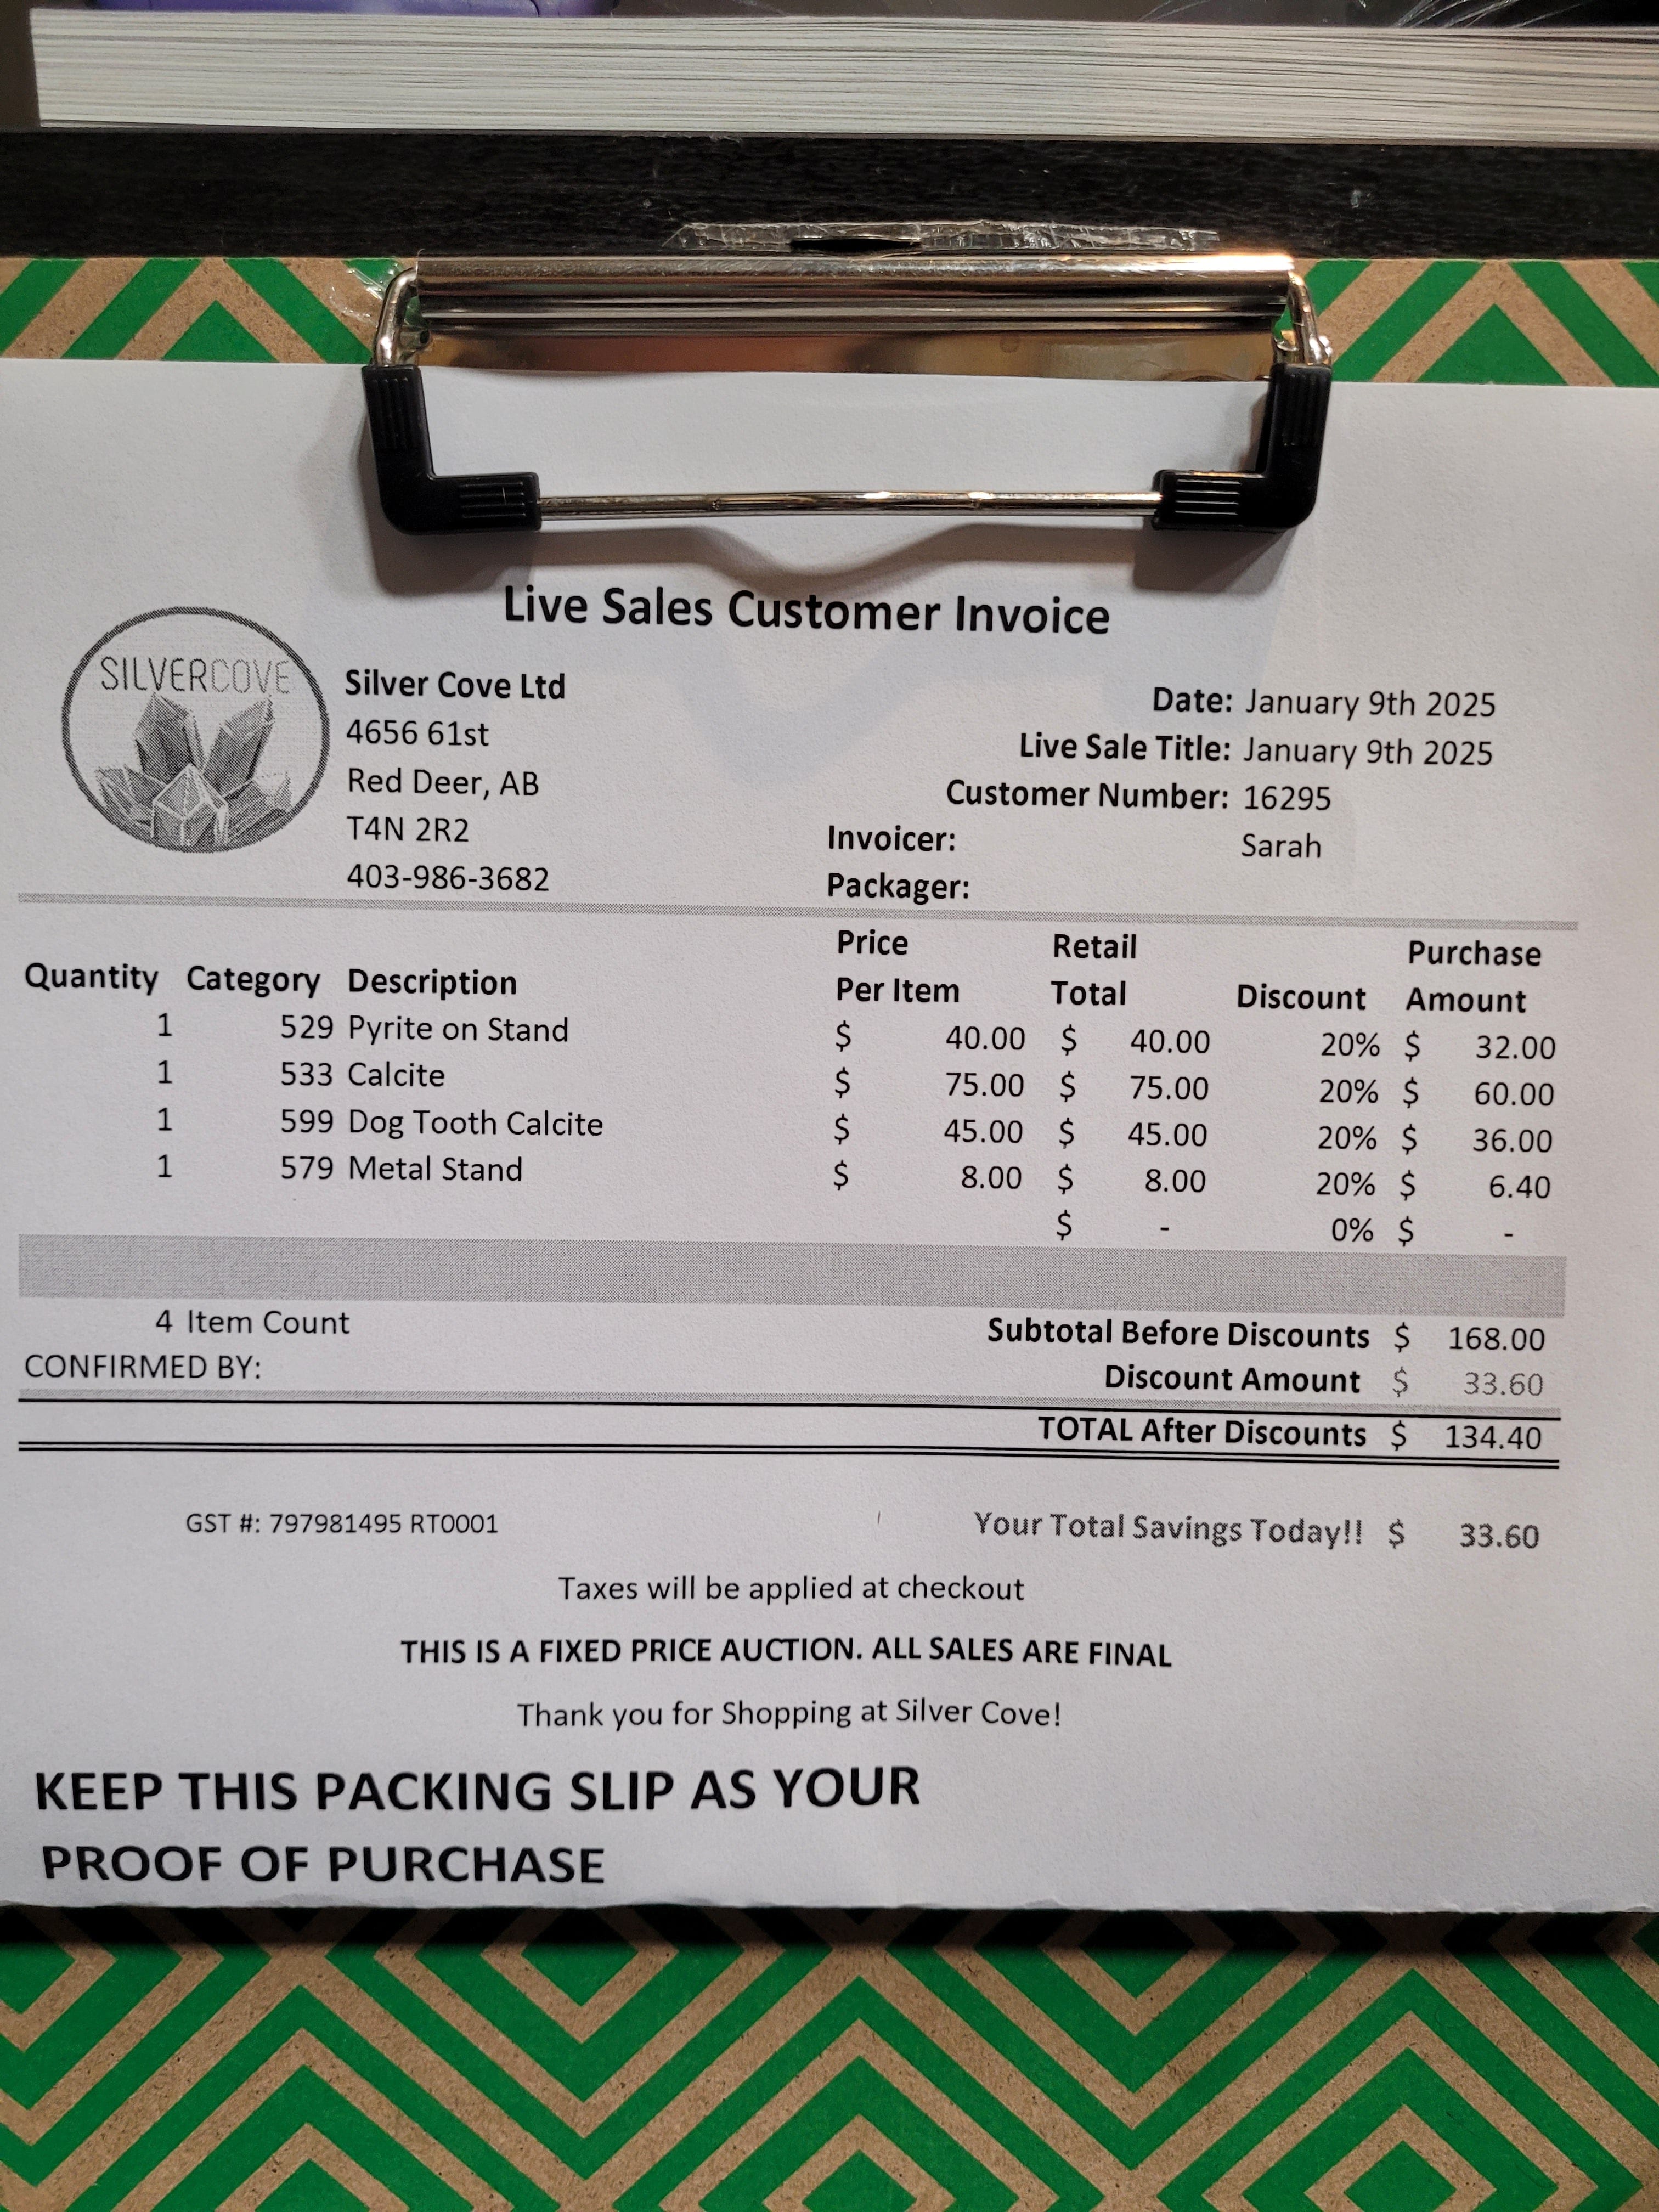 Live Sales Customer Invoice
SILVERCOVE
Silver Cove Ltd
4656 61st
Red Deer, AB
T4N 2R2
403-986-3682
Date: January 9th 2025
Live Sale Title: January 9th 2025
Customer Number: 16295
Invoicer: Sarah
Packager:
Quantity Category Description Price Per Item Retail Total Discount Purchase Amount
1 529 Pyrite on Stand $ 40.00 $ 40.00 20% $ 32.00
1 533 Calcite $ 75.00 $ 75.00 20% $ 60.00
1 599 Dog Tooth Calcite $ 45.00 $ 45.00 20% $ 36.00
1 579 Metal Stand $ 8.00 $ 8.00 20% $ 6.40
$ - 0% $ -
4 Item Count Subtotal Before Discounts $ 168.00
CONFIRMED BY: Discount Amount $ 33.60
TOTAL After Discounts $ 134.40
GST #: 797981495 RT0001 Your Total Savings Today!! $ 33.60
Taxes will be applied at checkout
THIS IS A FIXED PRICE AUCTION. ALL SALES ARE FINAL
Thank you for Shopping at Silver Cove!
KEEP THIS PACKING SLIP AS YOUR
PROOF OF PURCHASE